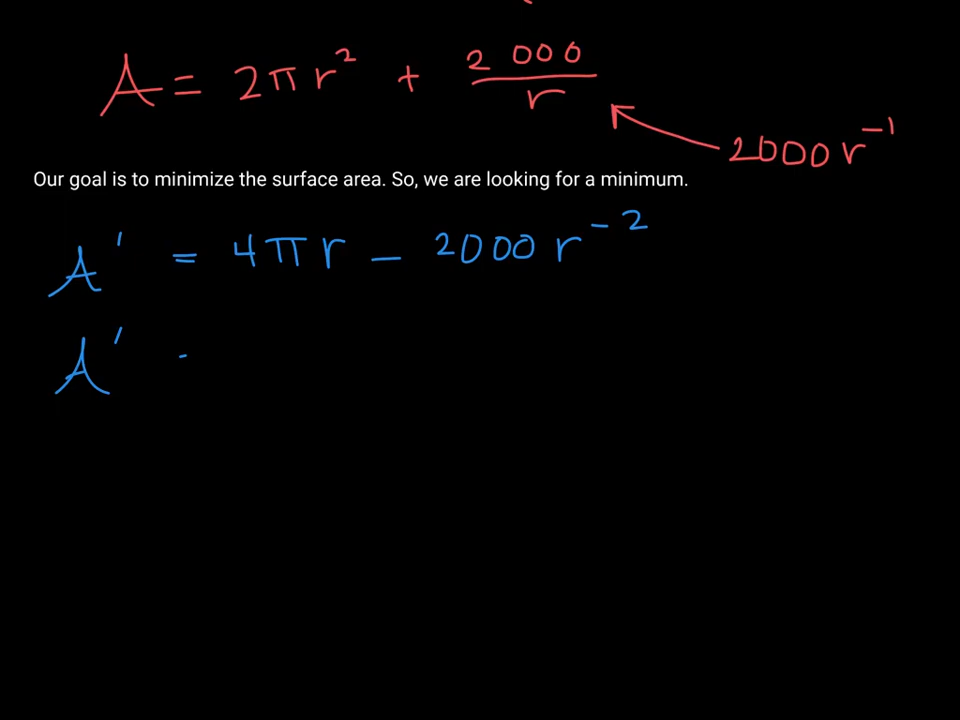 A = 2πr² + 2000/r
2000r⁻¹
Our goal is to minimize the surface area. So, we are looking for a minimum.
A' = 4πr - 2000r⁻²
A' -